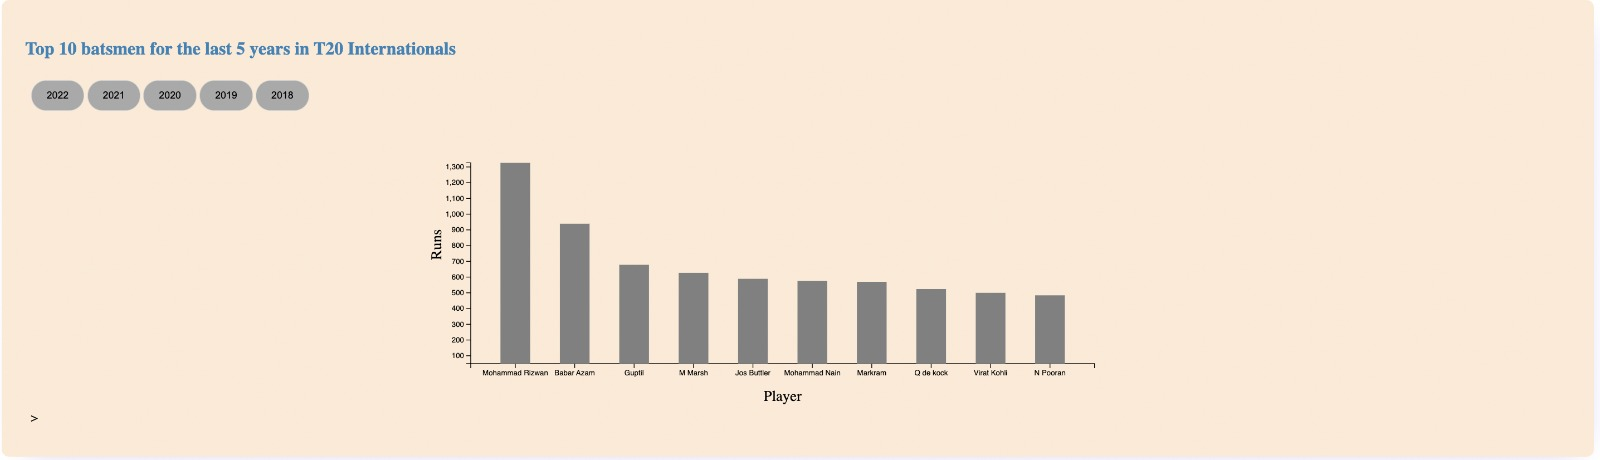 Top 10 batsmen for the last 5 years in T20 Internationals
2022 2021 2020 2019 2018
1,300
1,200
1,100
1,000
900
800
700
600
500
400
300
200
100
Runs
Mohammad Rizwan Babar Azam Guptil M Marsh Jos Buttler Mohammad Nain Markram Q de kock Virat Kohli N Pooran
Player
>